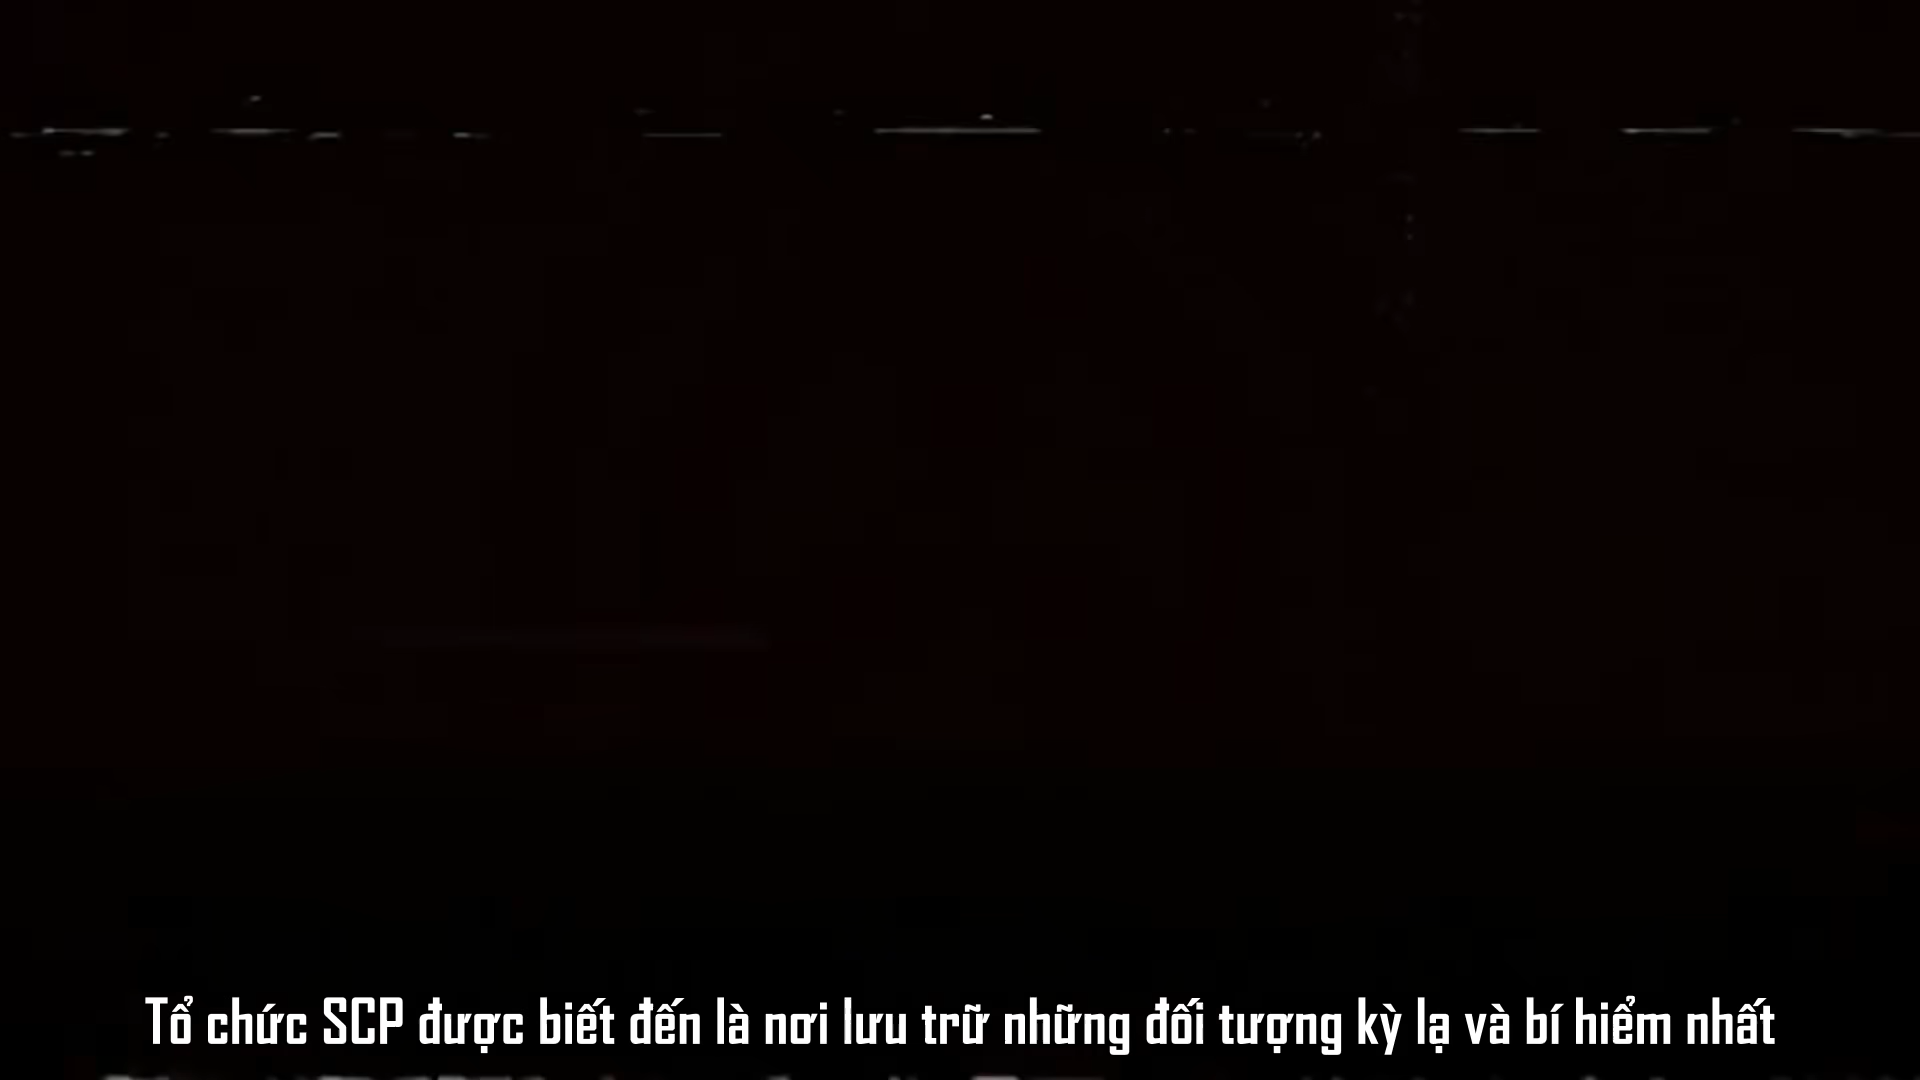 Tổ chức SCP được biết đến là nơi lưu trữ những đối tượng kỳ lạ và bí hiểm nhất